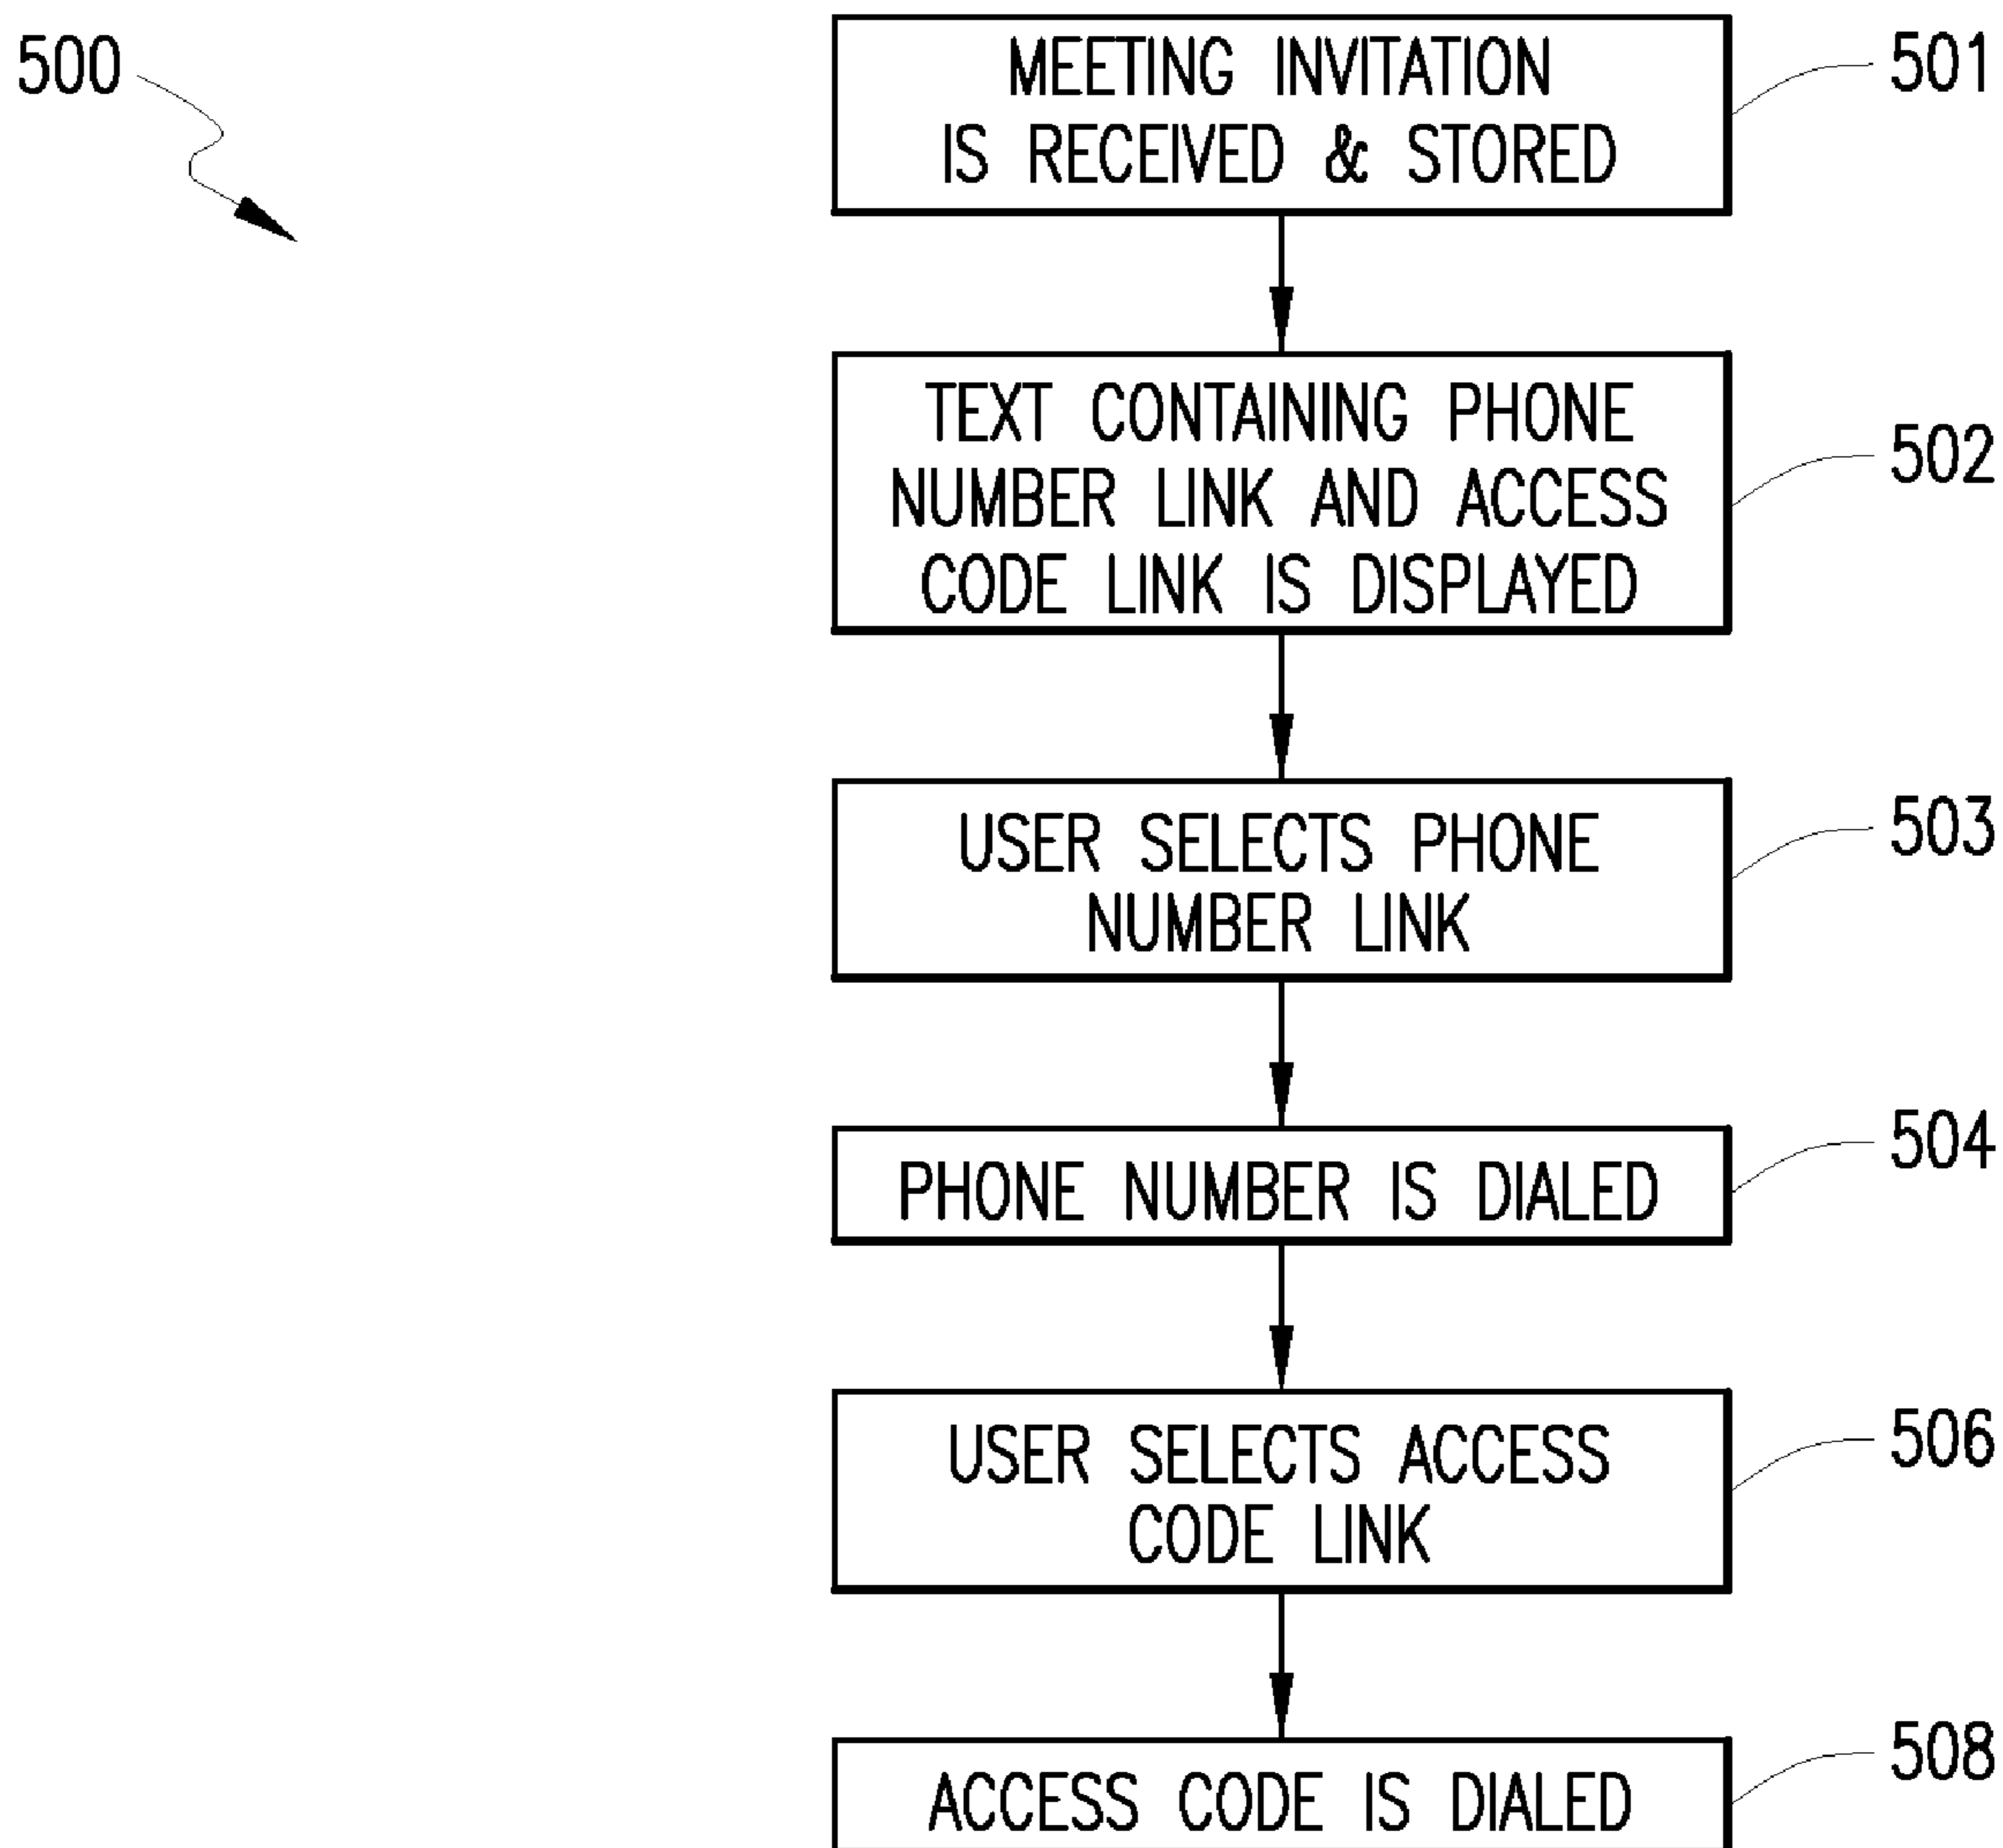 500
MEETING INVITATION
IS RECEIVED & STORED
501
TEXT CONTAINING PHONE
NUMBER LINK AND ACCESS
CODE LINK IS DISPLAYED
502
USER SELECTS PHONE
NUMBER LINK
503
PHONE NUMBER IS DIALED
504
USER SELECTS ACCESS
CODE LINK
506
ACCESS CODE IS DIALED
508